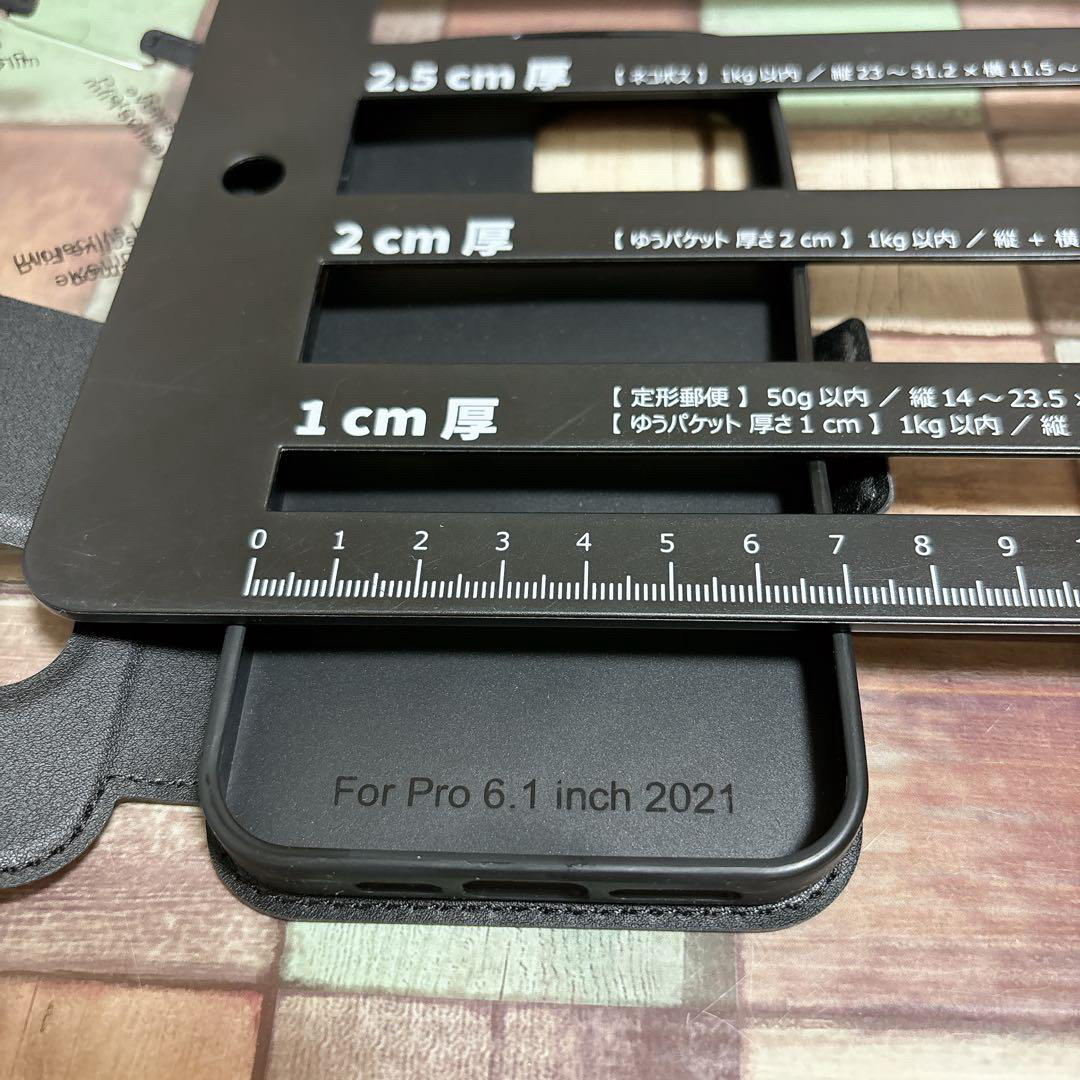 2.5 cm 厚 【 ネコポス 】 1kg 以内 ／ 縦 23 ～ 31.2 × 横 11.5 ～
2 cm 厚 【 ゆうパケット 厚さ 2 cm 】 1kg 以内 ／ 縦 + 横
1 cm 厚 【 定形郵便 】 50g 以内 ／ 縦 14 ～ 23.5 ×
【 ゆうパケット 厚さ 1 cm 】 1kg 以内 ／ 縦
0 1 2 3 4 5 6 7 8 9
For Pro 6.1 inch 2021